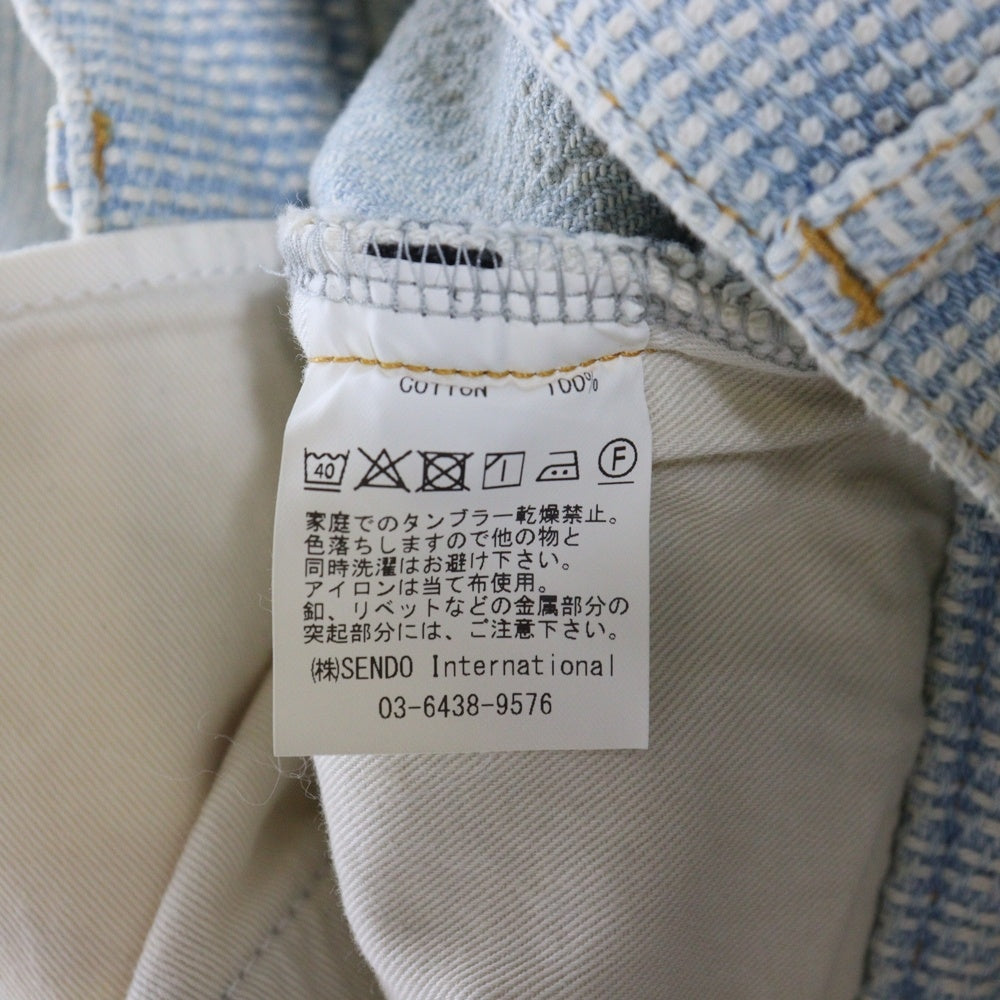 COTTON 100%
40 F
家庭でのタンブラー乾燥禁止。
色落ちしますので他の物と
同時洗濯はお避け下さい。
アイロンは当て布使用。
釦、リベットなどの金属部分の
突起部分には、ご注意下さい。
㈱SENDO International
03-6438-9576